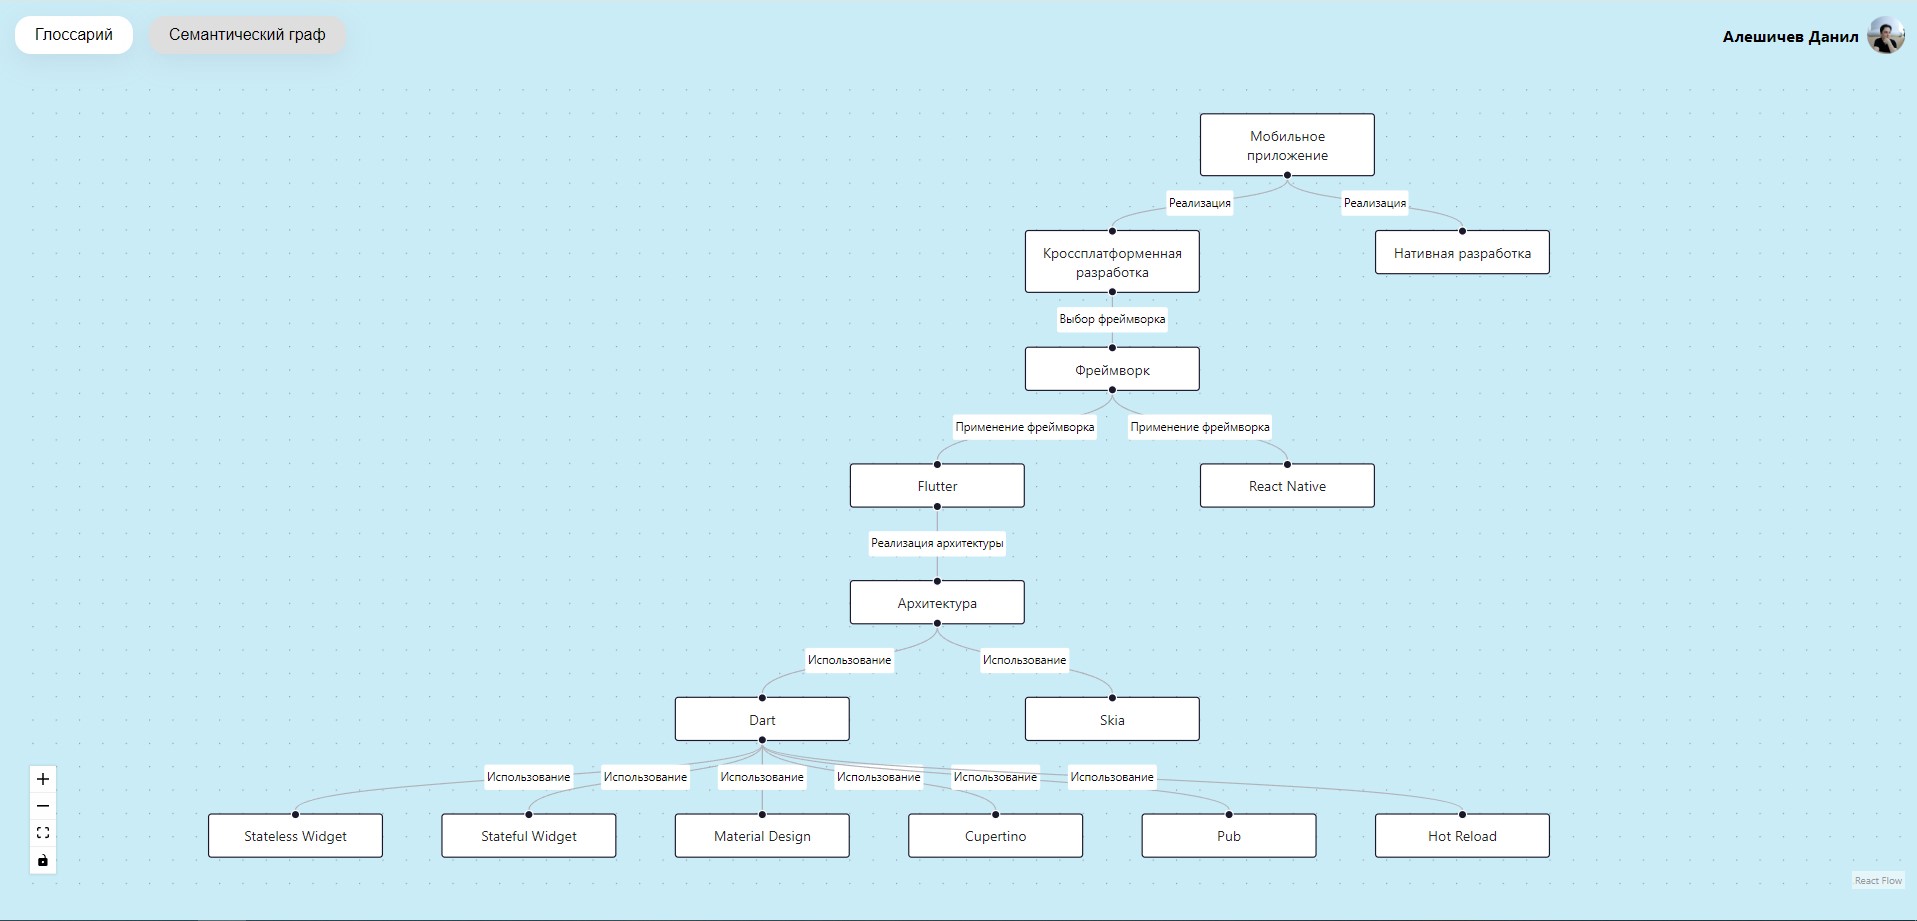 Глоссарий
Семантический граф
Алешичев Данил
Мобильное
приложение
Реализация
Реализация
Кроссплатформенная
разработка
Нативная разработка
Выбор фреймворка
Фреймворк
Применение фреймворка
Применение фреймворка
Flutter
React Native
Реализация архитектуры
Архитектура
Использование
Использование
Dart
Skia
Использование
Использование
Использование
Использование
Использование
Использование
Stateless Widget
Stateful Widget
Material Design
Cupertino
Pub
Hot Reload
React Flow